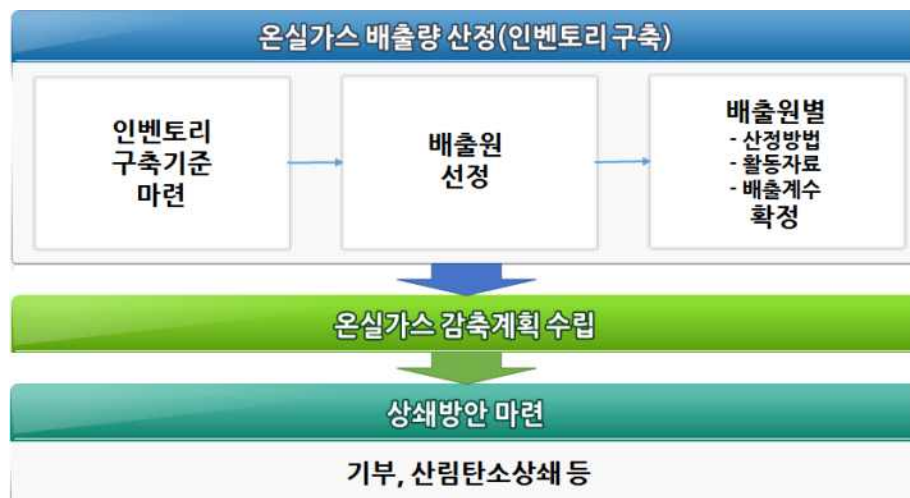 온실가스 배출량 산정(인벤토리 구축)
인벤토리
구축기준
마련
배출원
선정
배출원별
- 산정방법
- 활동자료
- 배출계수
확정
온실가스 감축계획 수립
상쇄방안 마련
기부, 산림탄소상쇄 등